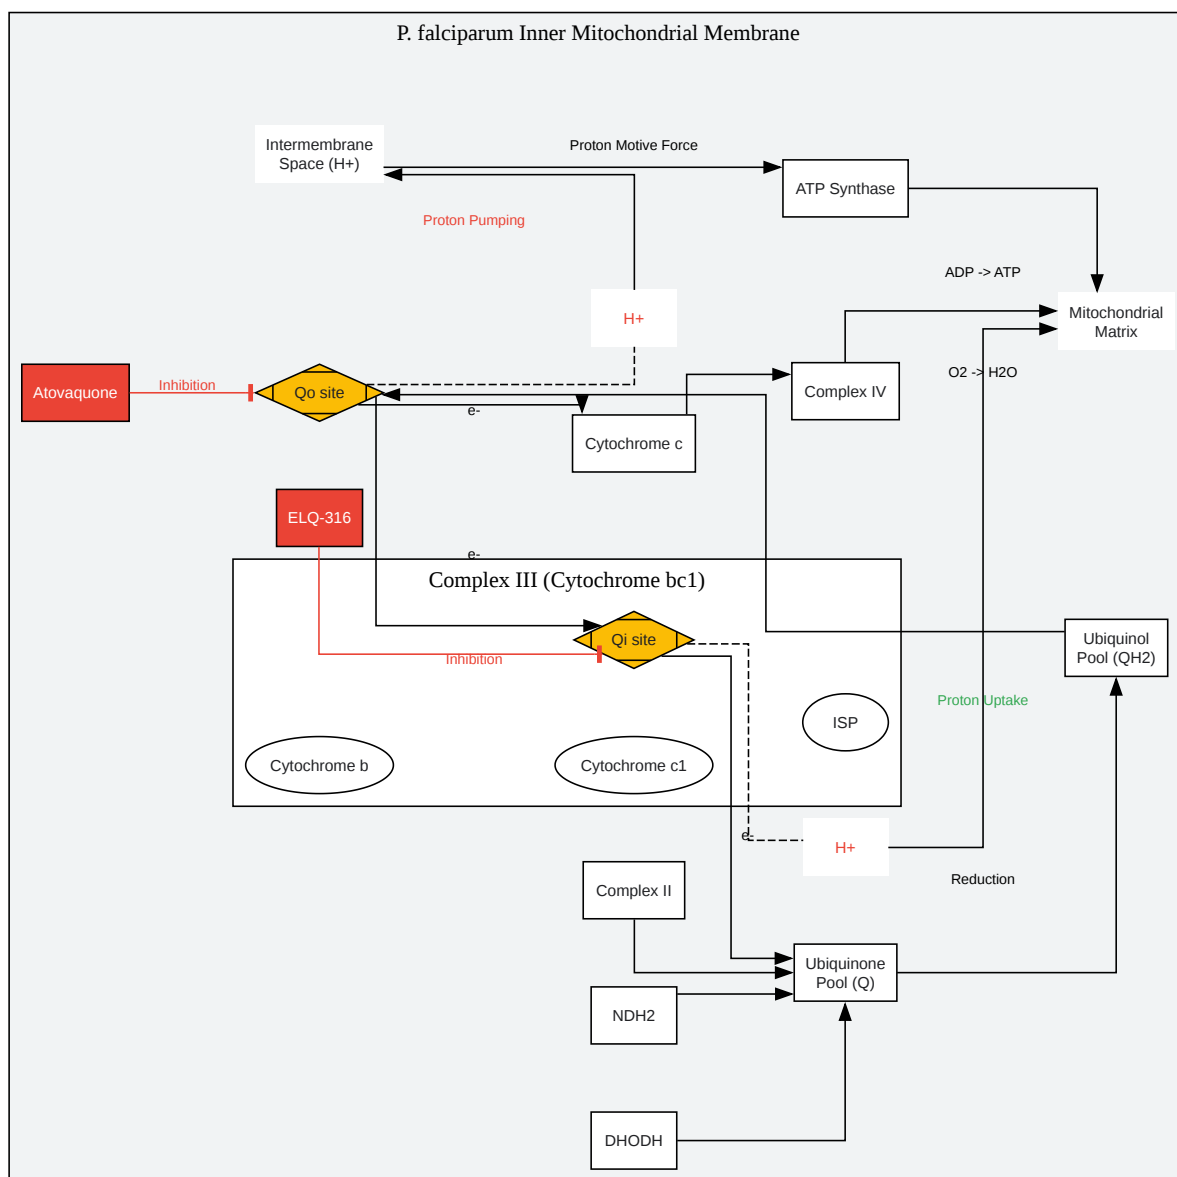 P. falciparum Inner Mitochondrial Membrane
Intermembrane
Space (H+)
Proton Motive Force
ATP Synthase
Proton Pumping
ADP -> ATP
H+
Mitochondrial
Matrix
Atovaquone
Inhibition
Qo site
e-
Cytochrome c
Complex IV
O2 -> H2O
ELQ-316
e-
Complex III (Cytochrome bc1)
Qi site
Inhibition
Ubiquinol
Pool (QH2)
Proton Uptake
ISP
Cytochrome b
Cytochrome c1
e-
H+
Reduction
Complex II
Ubiquinone
Pool (Q)
NDH2
DHODH